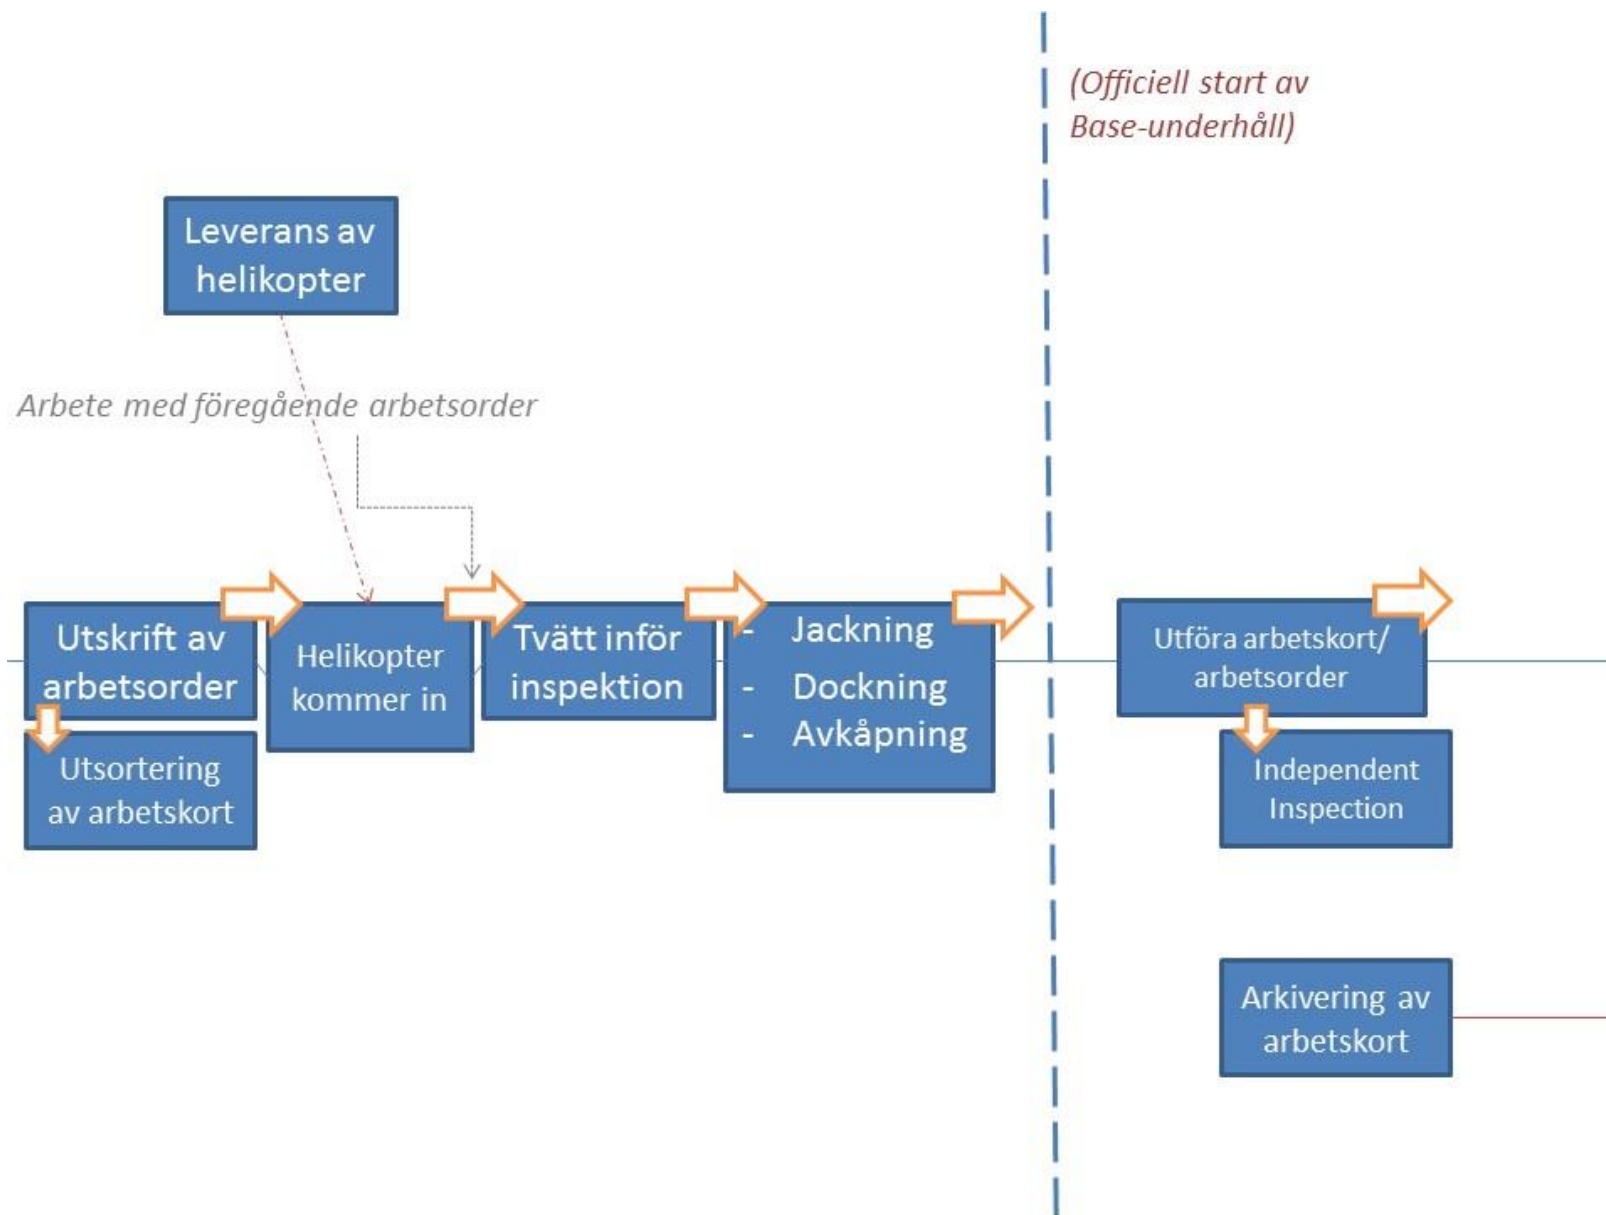 (Officiell start av
Base-underhåll)
Leverans av
helikopter
Arbete med föregående arbetsorder
Utskrift av
arbetsorder
Utsortering
av arbetskort
Helikopter
kommer in
Tvätt inför
inspektion
- Jackning
- Dockning
- Avkåpning
Utföra arbetskort/
arbetsorder
Independent
Inspection
Arkivering av
arbetskort